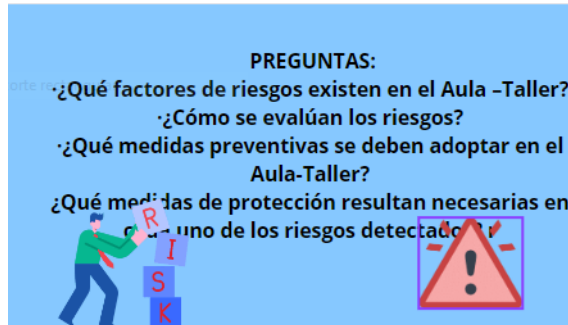 PREGUNTAS:
·¿Qué factores de riesgos existen en el Aula –Taller?
·¿Cómo se evalúan los riesgos?
·¿Qué medidas preventivas se deben adoptar en el
Aula-Taller?
¿Qué medidas de protección resultan necesarias en
uno de los riesgos
R
I
S
K